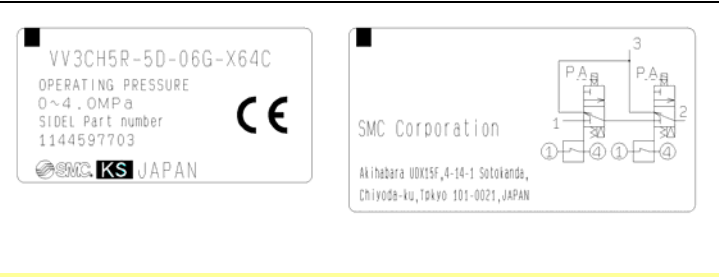 VV3CH5R-5D-06G-X64C
OPERATING PRESSURE
0~4.0MPa
SIDEL Part number
1144597703
CE
SMC. KS JAPAN
3
P.A P.A
1 2
SMC Corporation
1 4 1 4
Akihabara UDX15F,4-14-1 Sotokanda,
Chiyoda-ku,Tokyo 101-0021,JAPAN